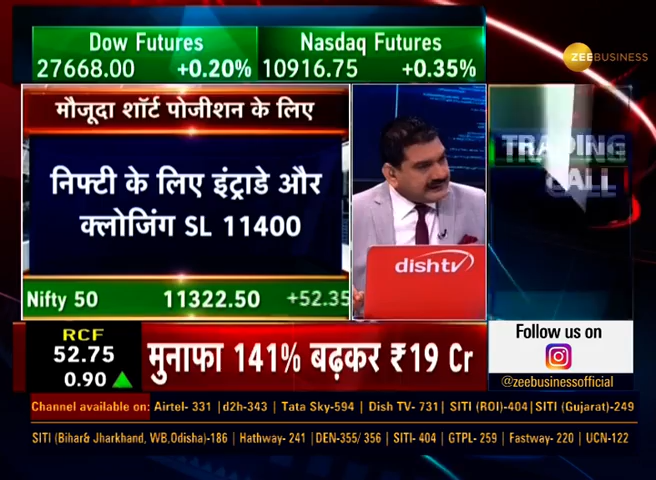 Dow Futures
27668.00 +0.20%
Nasdaq Futures
10916.75 +0.35%
ZEEBUSINESS
मौजूदा शॉर्ट पोजीशन के लिए
निफ्टी के लिए इंट्राडे और
क्लोजिंग SL 11400
Nifty 50 11322.50 +52.35
dishtv
TRADING
CALL
RCF
52.75
0.90
मुनाफा 141% बढ़कर ₹19 Cr
Follow us on
@zeebusinessofficial
Channel available on: Airtel- 331 | d2h-343 | Tata Sky-594 | Dish TV- 731| SITI (ROI)-404| SITI (Gujarat)-249
SITI (Bihar& Jharkhand, WB,Odisha)-186 | Hathway- 241 |DEN-355/ 356 | SITI- 404 | GTPL- 259 | Fastway- 220 | UCN-122